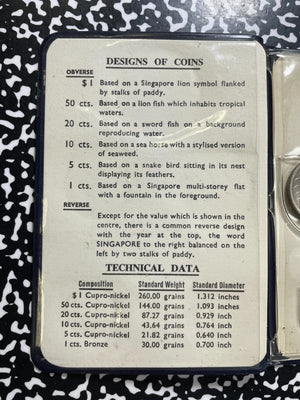 DESIGNS OF COINS
OBVERSE
$1 Based on a Singapore lion symbol flanked
by stalks of paddy.
50 cts. Based on a lion fish which inhabits tropical
waters.
20 cts. Based on a sword fish on a background
reproducing water.
10 cts. Based on a sea horse with a stylised version
of seaweed.
5 cts. Based on a snake bird sitting in its nest
displaying its feathers.
1 cts. Based on a Singapore multi-storey flat
with a fountain in the foreground.
REVERSE
Except for the value which is shown in the
centre, there is a common reverse design
with the year at the top, the word
SINGAPORE to the right balanced on the
left by two stalks of paddy.
TECHNICAL DATA
Composition Standard Weight Standard Diameter
$1 Cupro-nickel 260,00 grains 1.312 inches
50 cts. Cupro-nickel 144,00 grains 1.093 inches
20 cts. Cupro-nickel 87,27 grains 0.929 inch
10 cts. Cupro-nickel 43,64 grains 0.764 inch
5 cts. Cupro-nickel 21,82 grains 0.640 inch
1 cts. Bronze 30,00 grains 0.700 inch